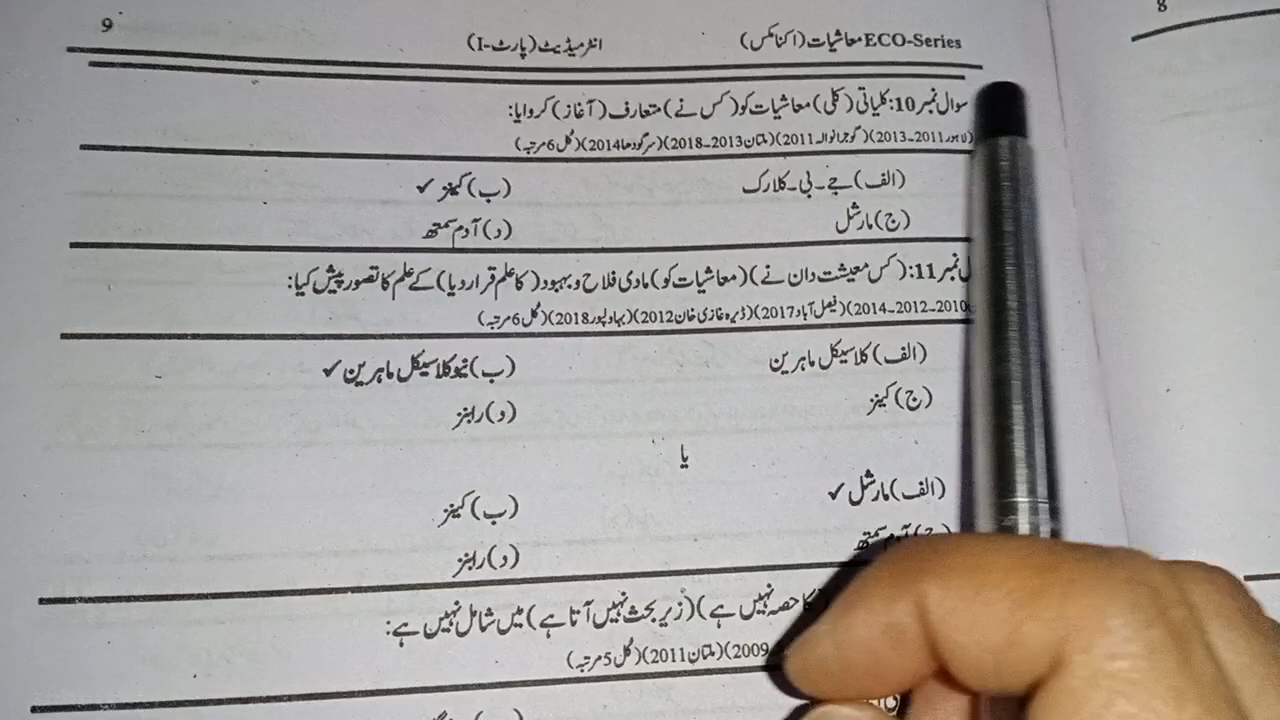 8
9
ECO-Series معاشیات (اکنامکس) انٹرمیڈیٹ (پارٹ-I)
سوال نمبر 10: کلیاتی (کلی) معاشیات کو (کس نے) متعارف (آغاز) کروایا:
(لاہور 2011-2013)(گوجرانوالہ 2011)(ملتان 2013-2018)(سرگودھا 2014)(کل 6 مرتبہ)
(الف) جے۔بی۔کلارک (ب) کینز ✓
(ج) مارشل (د) آدم سمتھ
ل نمبر 11: (کس معیشت دان نے) (معاشیات کو) مادی فلاح و بہبود (کا علم قرار دیا) کے علم کا تصور پیش کیا:
2010-2012-2014)(فیصل آباد 2017)(ڈیرہ غازی خان 2012)(بہاولپور 2018)(کل 6 مرتبہ)
(الف) کلاسیکل ماہرین (ب) نیوکلاسیکل ماہرین ✓
(ج) کینز (د) رابنز
یا
(الف) مارشل ✓ (ب) کینز
(ج) آدم سمتھ (د) رابنز
حصہ نہیں ہے) (زیر بحث نہیں آتا ہے) میں شامل نہیں ہے:
2009)(ملتان 2011)(کل 5 مرتبہ)